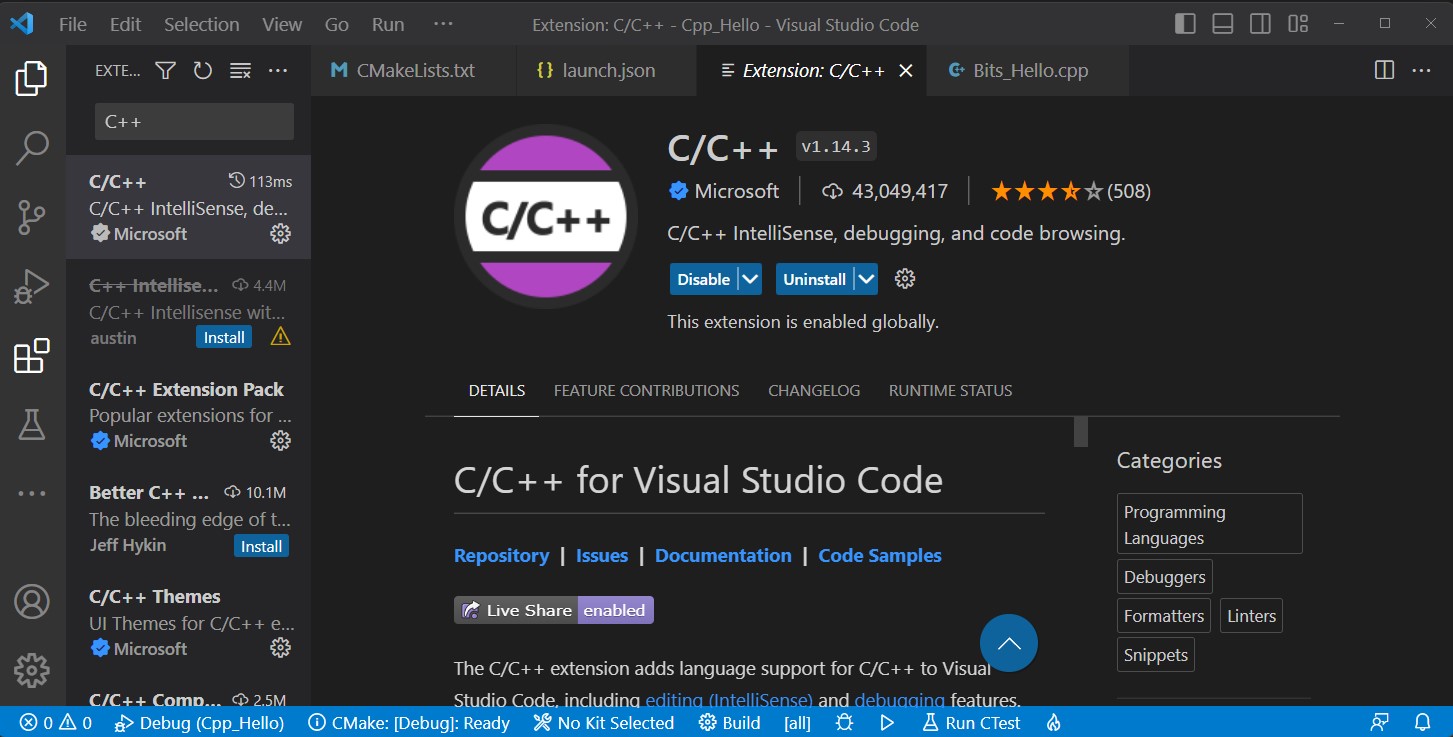 File Edit Selection View Go Run ··· Extension: C/C++ - Cpp_Hello - Visual Studio Code
EXTE... ···
C++
C/C++ 113ms
C/C++ IntelliSense, de...
Microsoft
C++ Intellise... 4.4M
C/C++ Intellisense wit...
austin Install
C/C++ Extension Pack
Popular extensions for ...
Microsoft
Better C++ ... 10.1M
The bleeding edge of t...
Jeff Hykin Install
C/C++ Themes
UI Themes for C/C++ e...
Microsoft
C/C++ Comp... 2.5M
CMakeLists.txt {} launch.json Extension: C/C++ Bits_Hello.cpp
C/C++
C/C++ v1.14.3
Microsoft 43,049,417 (508)
C/C++ IntelliSense, debugging, and code browsing.
Disable Uninstall
This extension is enabled globally.
DETAILS FEATURE CONTRIBUTIONS CHANGELOG RUNTIME STATUS
C/C++ for Visual Studio Code
Repository | Issues | Documentation | Code Samples
Live Share enabled
The C/C++ extension adds language support for C/C++ to Visual
Studio Code, including editing (IntelliSense) and debugging features.
Categories
Programming
Languages
Debuggers
Formatters Linters
Snippets
0 0 Debug (Cpp_Hello) CMake: [Debug]: Ready No Kit Selected Build [all] Run CTest